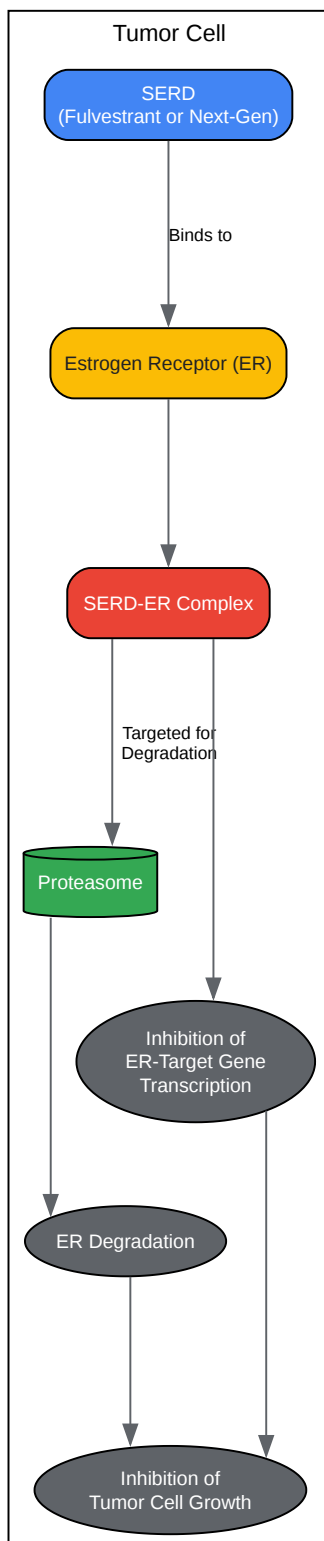 Tumor Cell
SERD
(Fulvestrant or Next-Gen)
Binds to
Estrogen Receptor (ER)
SERD-ER Complex
Targeted for
Degradation
Proteasome
Inhibition of
ER-Target Gene
Transcription
ER Degradation
Inhibition of
Tumor Cell Growth